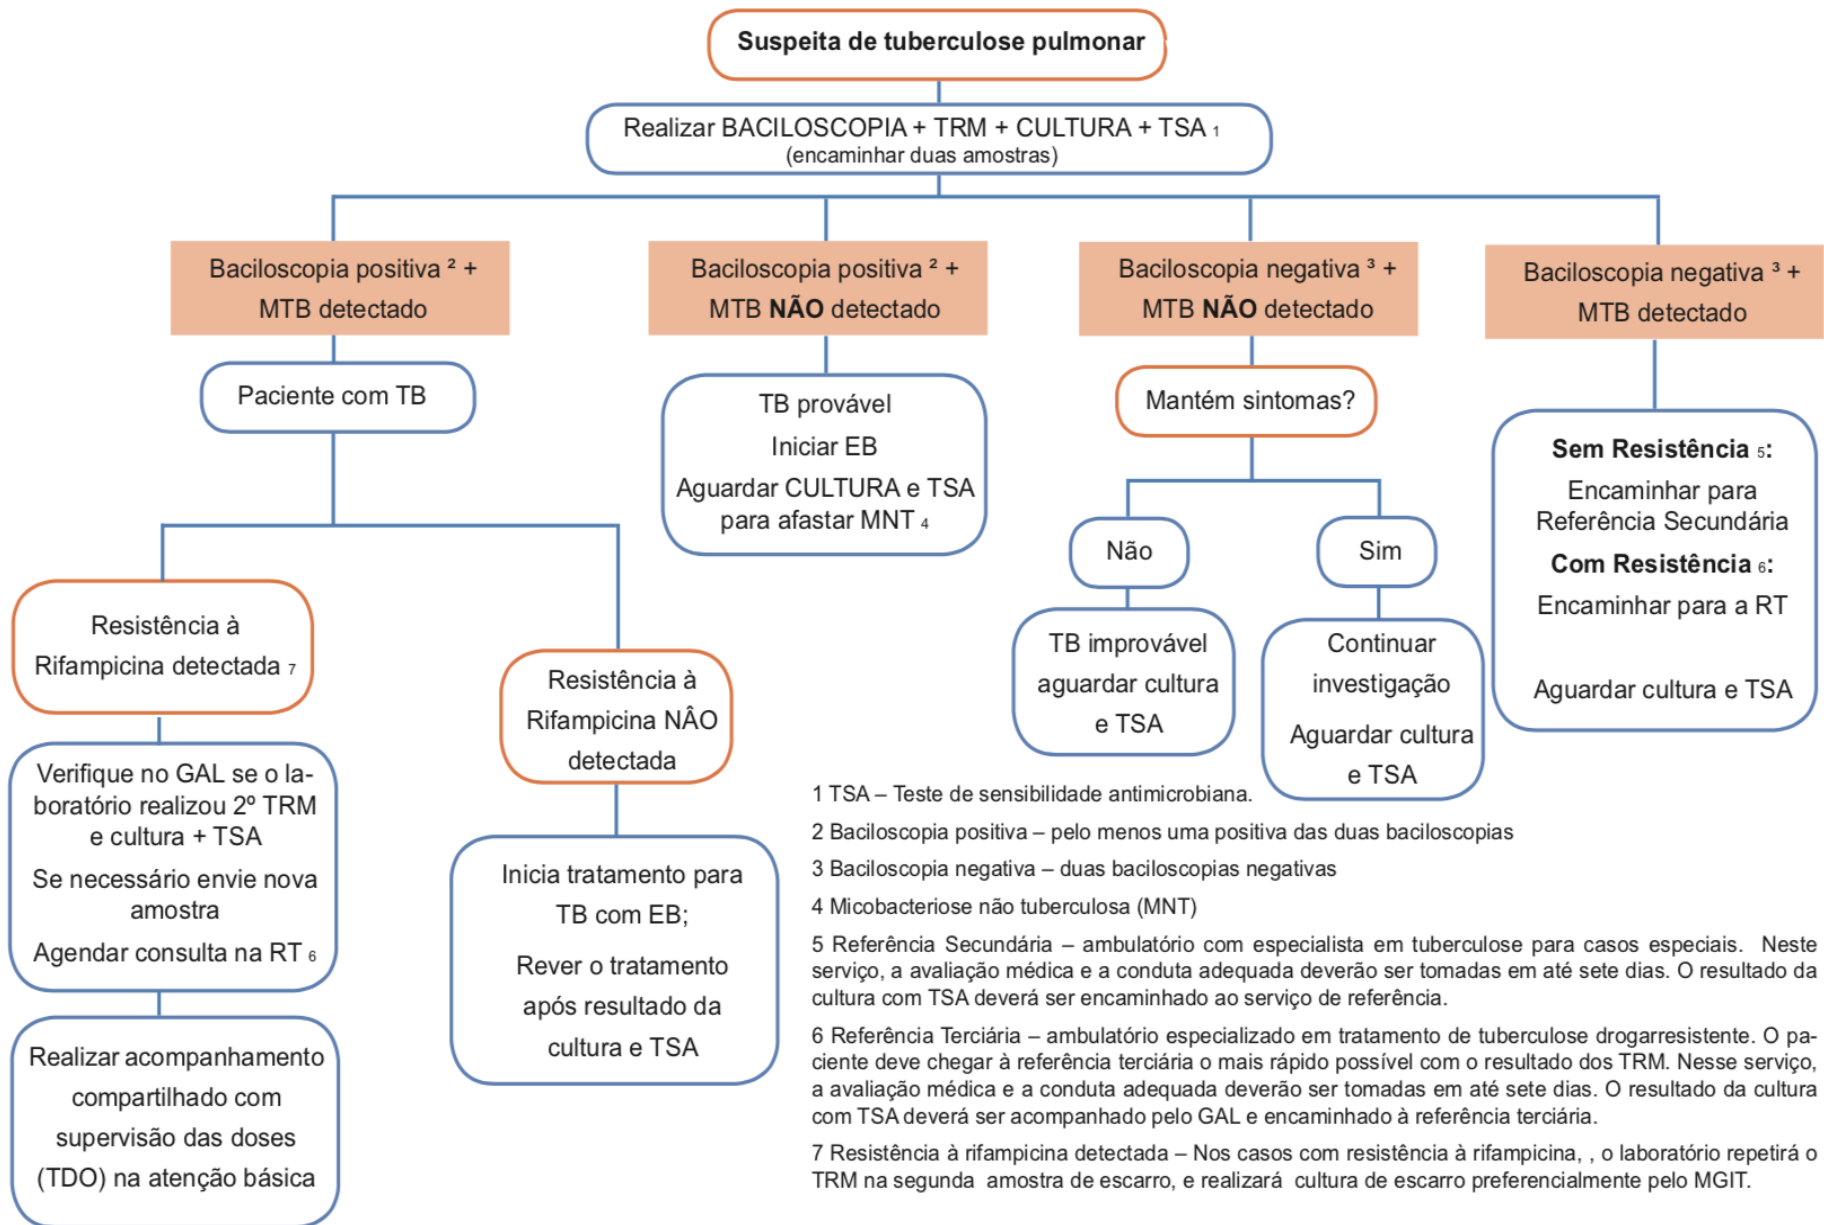 Suspeita de tuberculose pulmonar
Realizar BACILOSCOPIA + TRM + CULTURA + TSA 1
(encaminhar duas amostras)
Baciloscopia positiva ² +
MTB detectado
Baciloscopia positiva ² +
MTB NÃO detectado
Baciloscopia negativa ³ +
MTB NÃO detectado
Baciloscopia negativa ³ +
MTB detectado
Paciente com TB
TB provável
Iniciar EB
Aguardar CULTURA e TSA
para afastar MNT 4
Mantém sintomas?
Não
Sim
TB improvável
aguardar cultura
e TSA
Continuar
investigação
Aguardar cultura
e TSA
Sem Resistência 5:
Encaminhar para
Referência Secundária
Com Resistência 6:
Encaminhar para a RT
Aguardar cultura e TSA
Resistência à
Rifampicina detectada 7
Resistência à
Rifampicina NÂO
detectada
Verifique no GAL se o la-
boratório realizou 2º TRM
e cultura + TSA
Se necessário envie nova
amostra
Agendar consulta na RT 6
Inicia tratamento para
TB com EB;
Rever o tratamento
após resultado da
cultura e TSA
Realizar acompanhamento
compartilhado com
supervisão das doses
(TDO) na atenção básica
1 TSA – Teste de sensibilidade antimicrobiana.
2 Baciloscopia positiva – pelo menos uma positiva das duas baciloscopias
3 Baciloscopia negativa – duas baciloscopias negativas
4 Micobacteriose não tuberculosa (MNT)
5 Referência Secundária – ambulatório com especialista em tuberculose para casos especiais. Neste
serviço, a avaliação médica e a conduta adequada deverão ser tomadas em até sete dias. O resultado da
cultura com TSA deverá ser encaminhado ao serviço de referência.
6 Referência Terciária – ambulatório especializado em tratamento de tuberculose drogarresistente. O pa-
ciente deve chegar à referência terciária o mais rápido possível com o resultado dos TRM. Nesse serviço,
a avaliação médica e a conduta adequada deverão ser tomadas em até sete dias. O resultado da cultura
com TSA deverá ser acompanhado pelo GAL e encaminhado à referência terciária.
7 Resistência à rifampicina detectada – Nos casos com resistência à rifampicina, , o laboratório repetirá o
TRM na segunda amostra de escarro, e realizará cultura de escarro preferencialmente pelo MGIT.